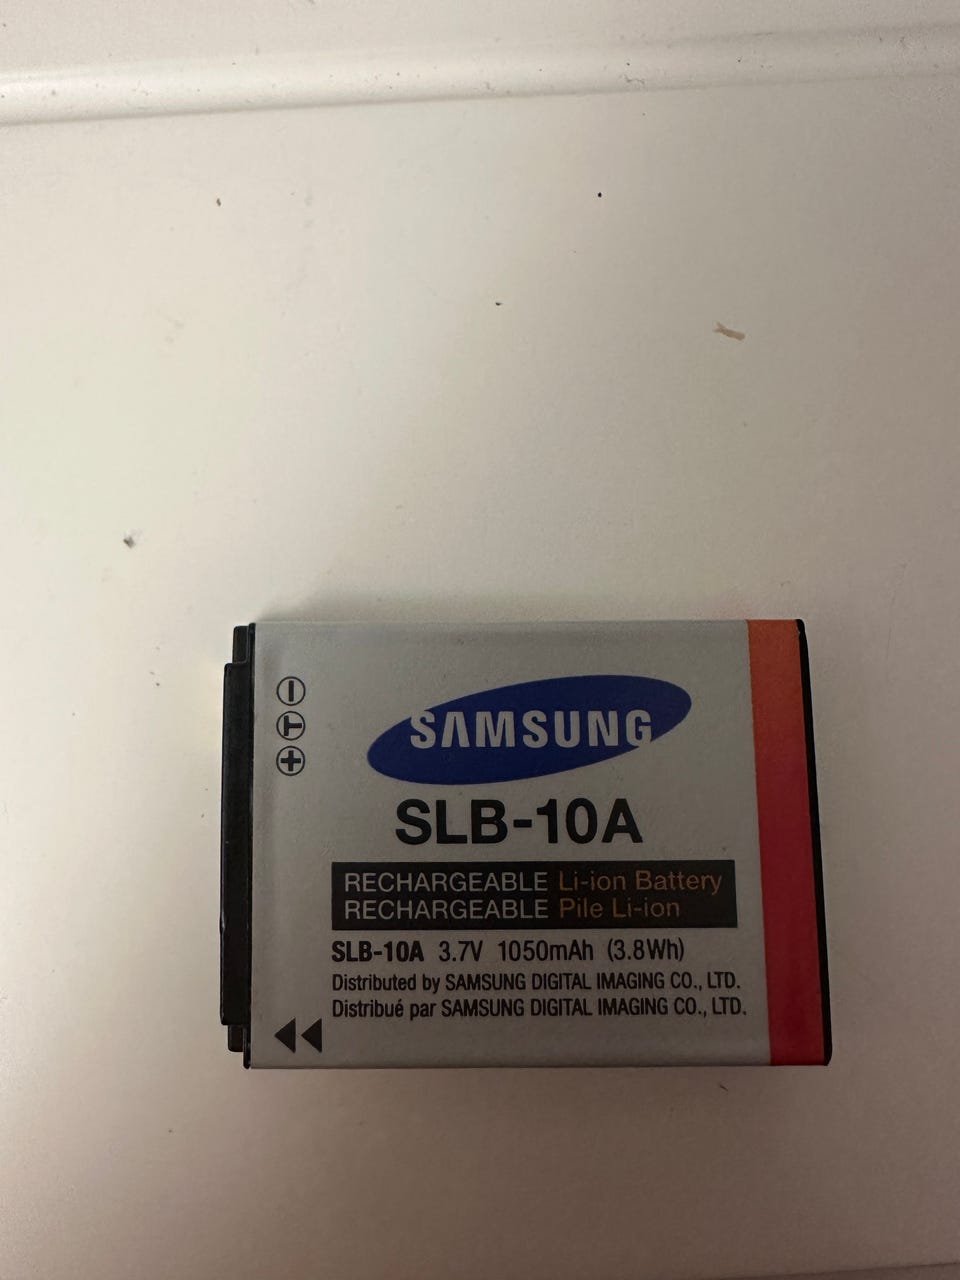 SAMSUNG
SLB-10A
RECHARGEABLE Li-ion Battery
RECHARGEABLE Pile Li-ion
SLB-10A 3.7V 1050mAh (3.8Wh)
Distributed by SAMSUNG DIGITAL IMAGING CO., LTD.
Distribué par SAMSUNG DIGITAL IMAGING CO., LTD.
− 
T
+